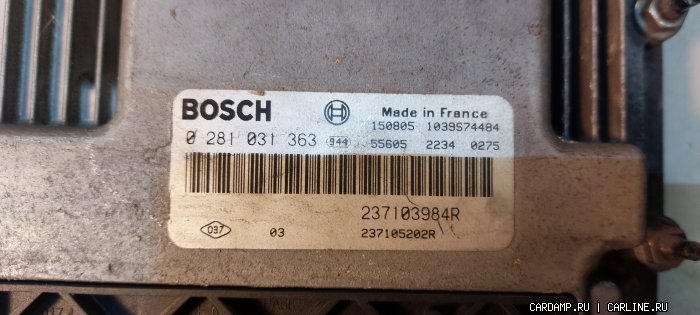 BOSCH Made in France
150805 1039S74484
0 281 031 363 944 55605 2234 0275
237103984R
037 03 237105202R
CARDAMP.RU | CARLINE.RU